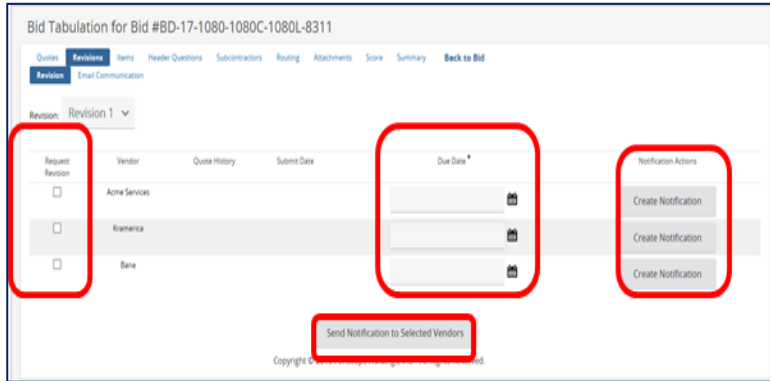 Bid Tabulation for Bid #BD-17-1080-1080C-1080L-8311
Quotes Revisions Items Header Questions Subcontractors Routing Attachments Score Summary Back to Bid
Revision Email Communication
Revision: Revision 1
Request Revision Vendor Quote History Submit Date Due Date * Notification Actions
Acme Services Create Notification
Kramerica Create Notification
Bane Create Notification
Send Notification to Selected Vendors
Copyright ©